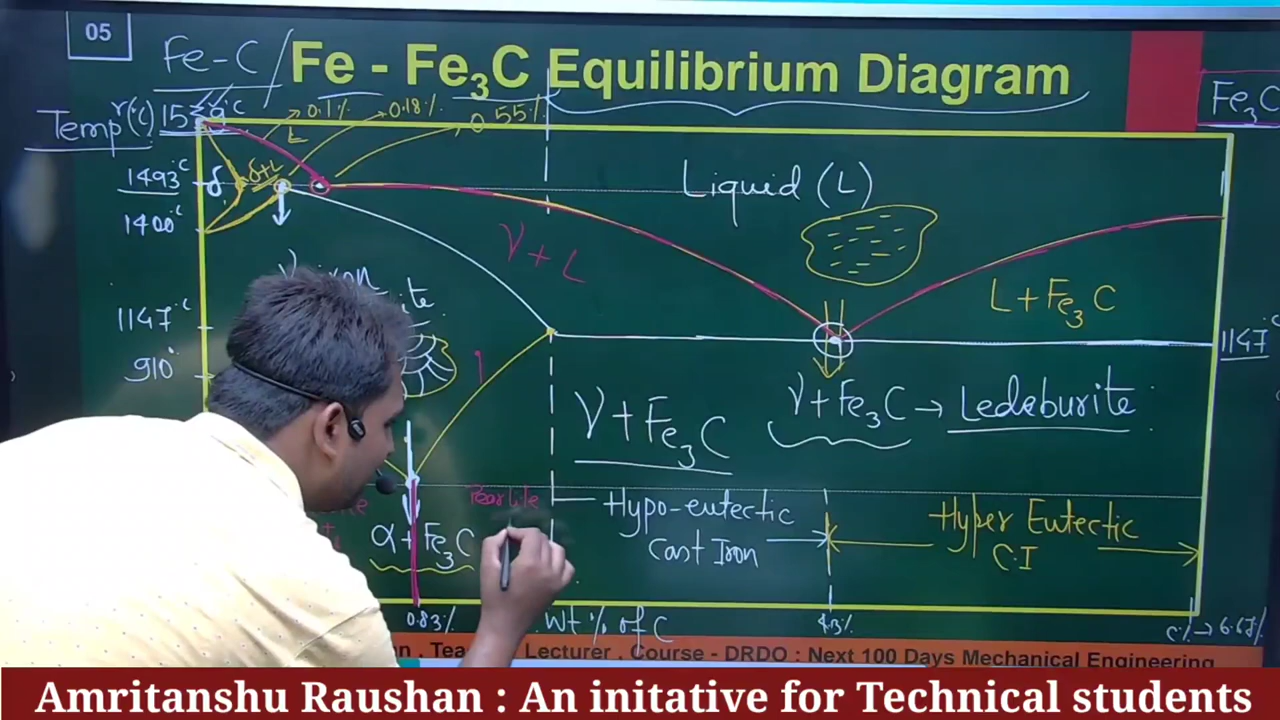 05
Fe-C/
Fe - Fe₃C Equilibrium Diagram
Fe₃C
Temp
0.1%
0.18%
0.55%
L
1493°C
δ
δ+L
Liquid (L)
1400°C
γ+L
L+Fe₃C
1147°C
1147°C
910°
γ+Fe₃C
γ+Fe₃C → Ledeburite
Pearlite
α+Fe₃C
Hypo-eutectic
Cast Iron
Hyper Eutectic
C.I
0.83%
Wt % of C
4.3%
C% → 6.67%
Lecturer , Course - DRDO : Next 100 Days Mechanical Engineering
Amritanshu Raushan : An initative for Technical students